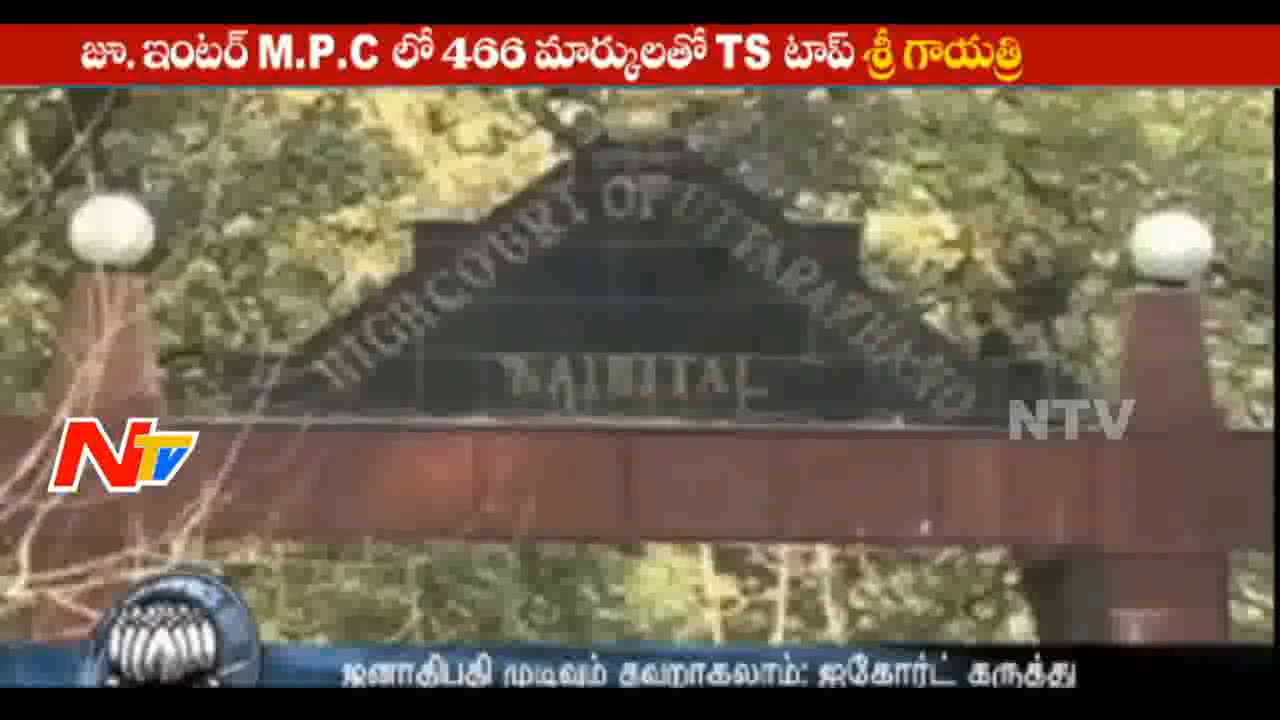 జూ. ఇంటర్ M.P.C లో 466 మార్కులతో TS టాప్ శ్రీ గాయత్రి
HIGHCOURT OF UTTARAKHAND
NAINITAL
NTV
NTV
ஜனாதிபதி முடிவும் தவறாகலாம்: ஐகோர்ட் கருத்து